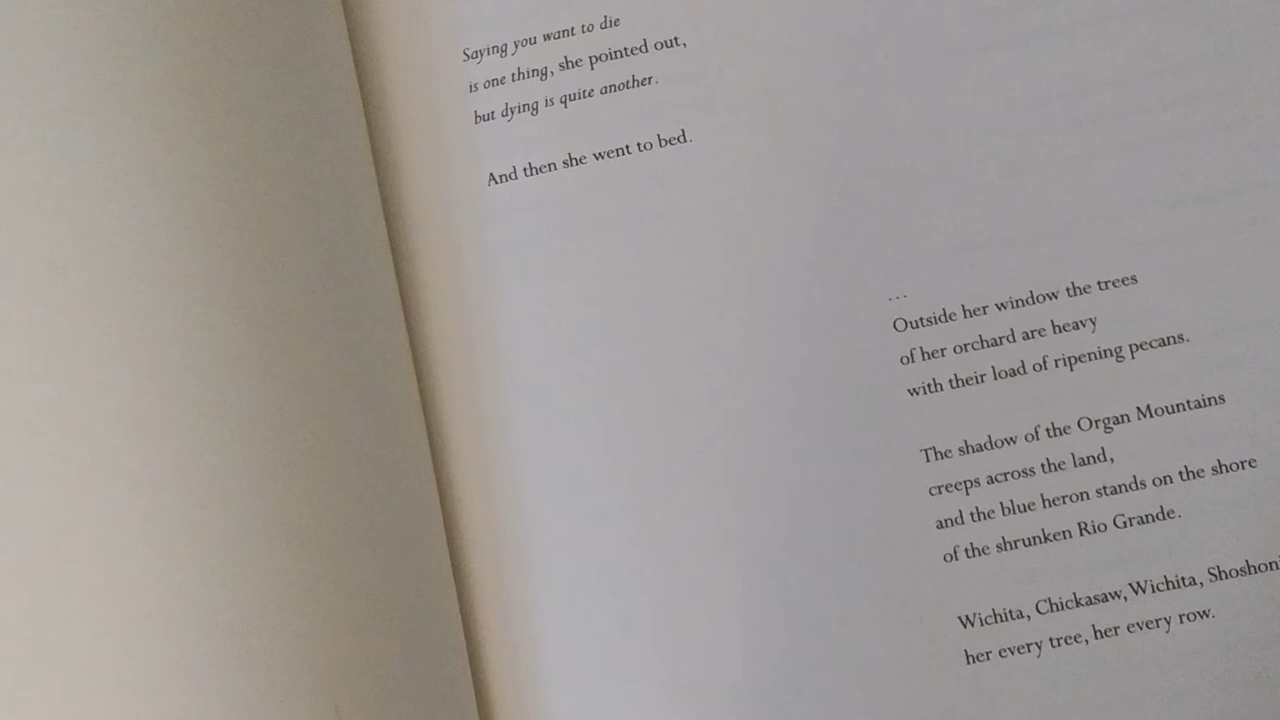 Saying you want to die
is one thing, she pointed out,
but dying is quite another.
And then she went to bed.
...
Outside her window the trees
of her orchard are heavy
with their load of ripening pecans.
The shadow of the Organ Mountains
creeps across the land,
and the blue heron stands on the shore
of the shrunken Rio Grande.
Wichita, Chickasaw, Wichita, Shoshoni
her every tree, her every row.